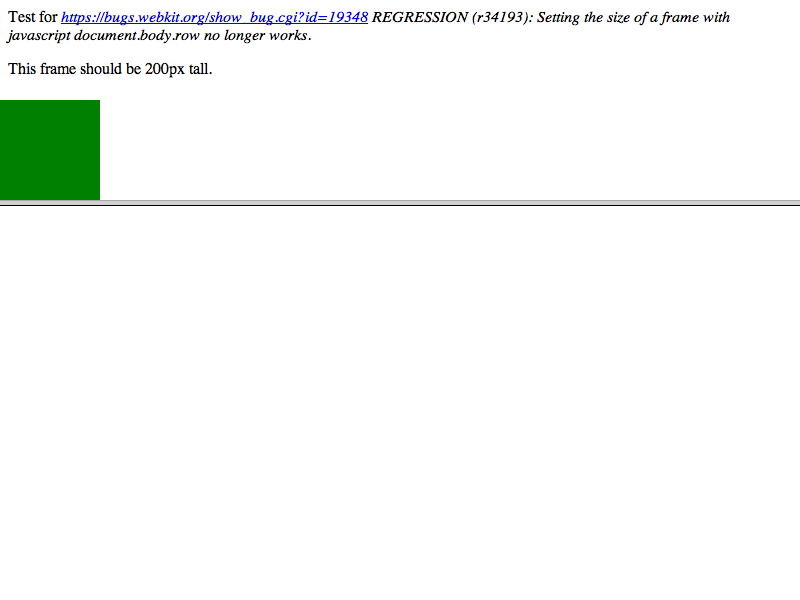 Test for https://bugs.webkit.org/show_bug.cgi?id=19348 REGRESSION (r34193): Setting the size of a frame with
javascript document.body.row no longer works.
This frame should be 200px tall.